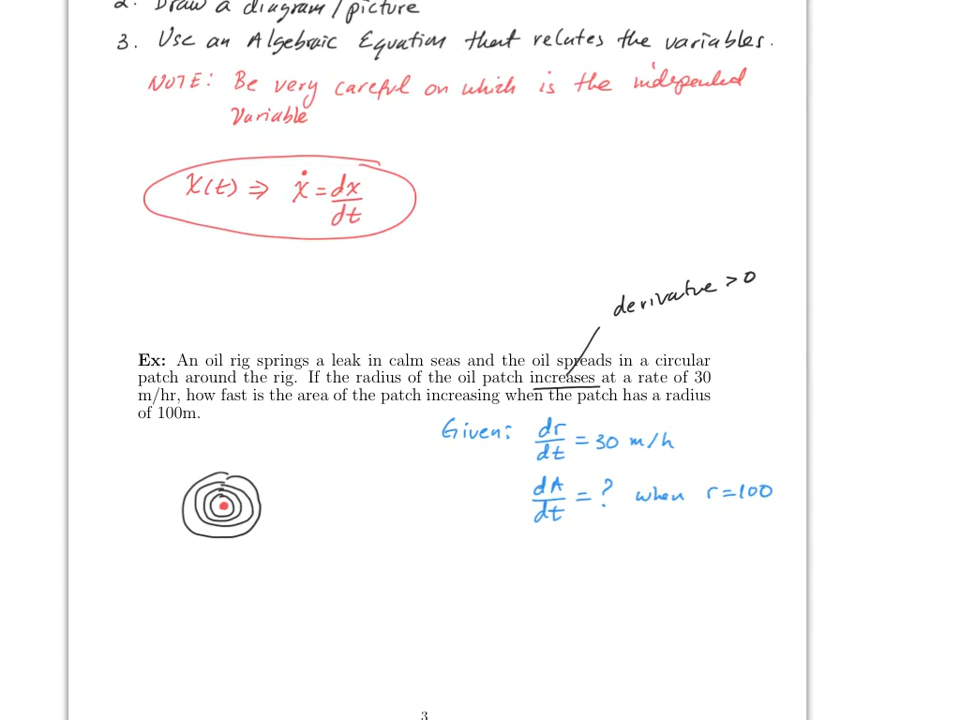 2. Draw a diagram/picture
3. Use an Algebraic Equation that relates the variables.
NOTE: Be very careful on which is the independed
Variable
X(t) ⇒ ẋ = dx/dt
derivatve > 0
Ex: An oil rig springs a leak in calm seas and the oil spreads in a circular
patch around the rig. If the radius of the oil patch increases at a rate of 30
m/hr, how fast is the area of the patch increasing when the patch has a radius
of 100m.
Given: dr/dt = 30 m/h
dA/dt = ? when r=100
3